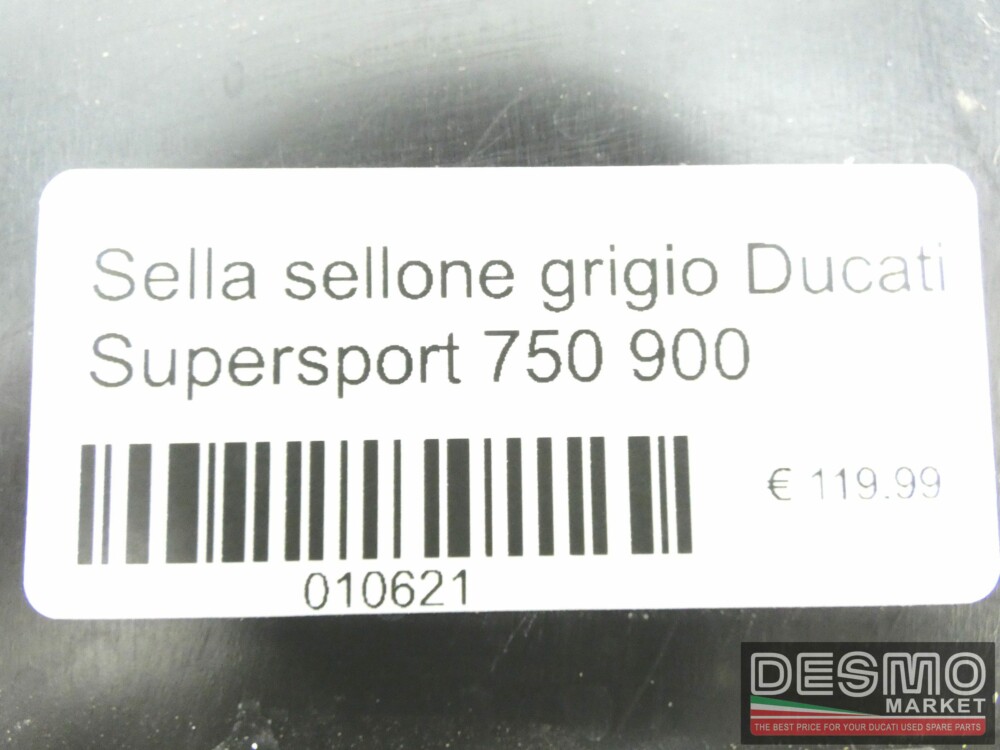 Sella sellone grigio Ducati
Supersport 750 900
€ 119.99
010621
DESMO
MARKET
THE BEST PRICE FOR YOUR DUCATI USED SPARE PARTS